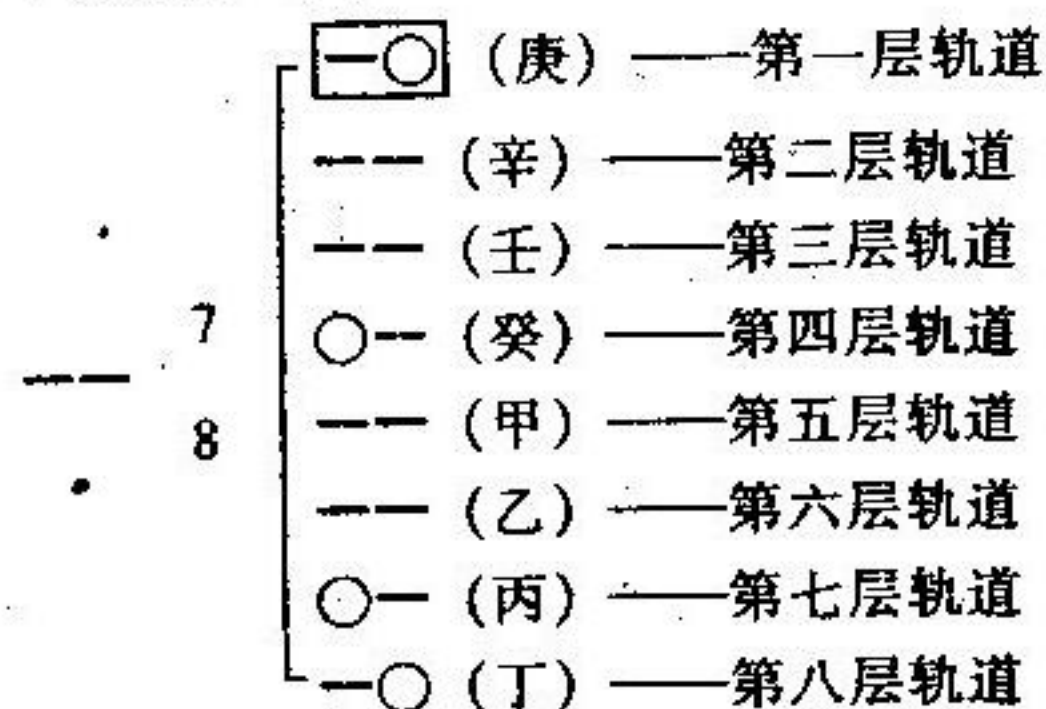 —○ (庚) ——第一层轨道
—— (辛) ——第二层轨道
—— (壬) ——第三层轨道
7 ○— (癸) ——第四层轨道
—— 8 —— (甲) ——第五层轨道
—— (乙) ——第六层轨道
○— (丙) ——第七层轨道
—○ (丁) ——第八层轨道